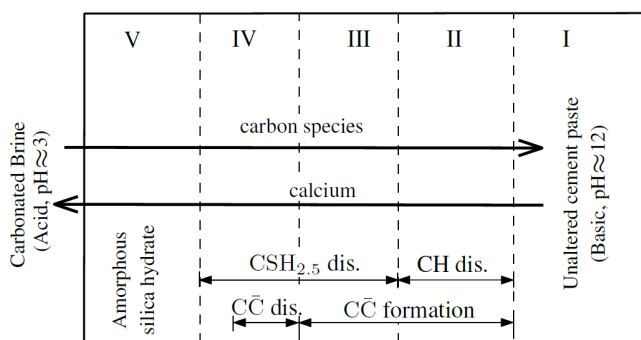 V IV III II I
carbon species
calcium
Carbonated Brine
(Acid, pH≈3)
Unaltered cement paste
(Basic, pH≈12)
Amorphous
silica hydrate
CSH₂.₅ dis.
CH dis.
CC̄ dis.
CC̄ formation